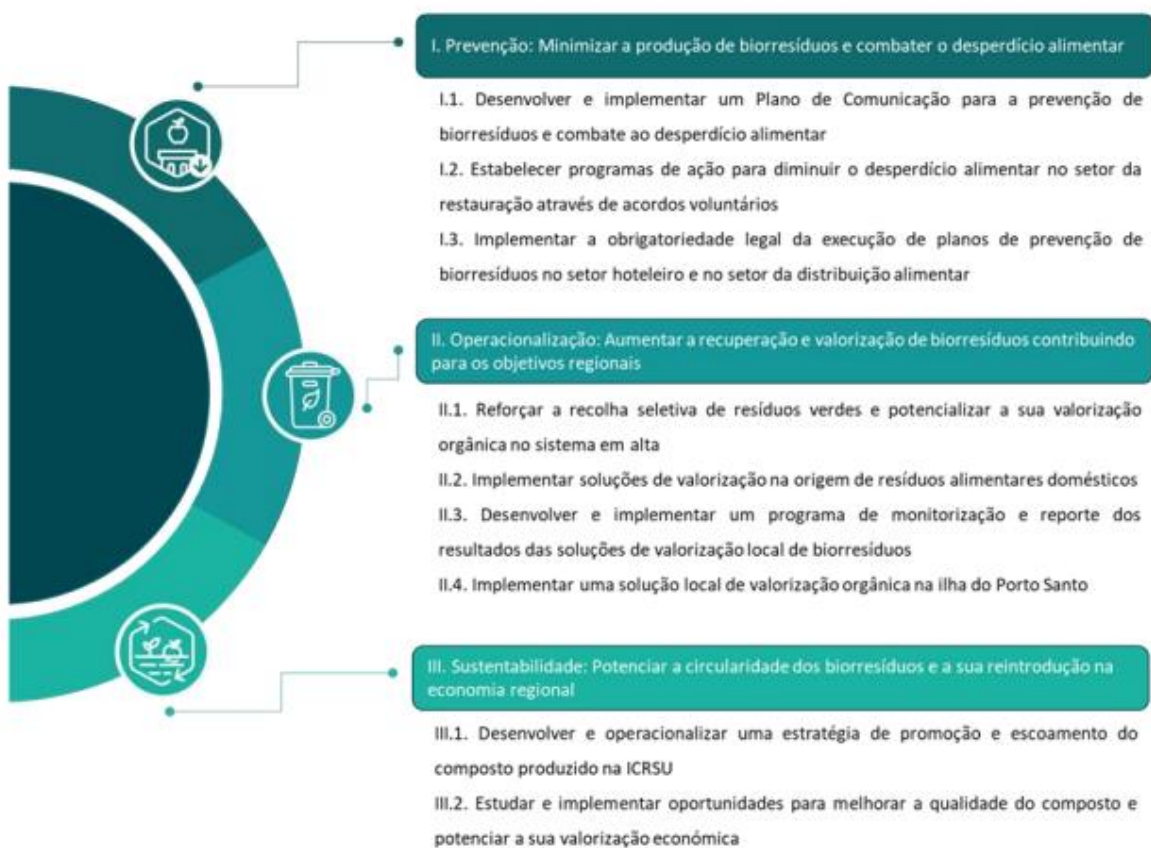 I. Prevenção: Minimizar a produção de biorresíduos e combater o desperdício alimentar
I.1. Desenvolver e implementar um Plano de Comunicação para a prevenção de
biorresíduos e combate ao desperdício alimentar
I.2. Estabelecer programas de ação para diminuir o desperdício alimentar no setor da
restauração através de acordos voluntários
I.3. Implementar a obrigatoriedade legal da execução de planos de prevenção de
biorresíduos no setor hoteleiro e no setor da distribuição alimentar
II. Operacionalização: Aumentar a recuperação e valorização de biorresíduos contribuindo
para os objetivos regionais
II.1. Reforçar a recolha seletiva de resíduos verdes e potencializar a sua valorização
orgânica no sistema em alta
II.2. Implementar soluções de valorização na origem de resíduos alimentares domésticos
II.3. Desenvolver e implementar um programa de monitorização e reporte dos
resultados das soluções de valorização local de biorresíduos
II.4. Implementar uma solução local de valorização orgânica na ilha do Porto Santo
III. Sustentabilidade: Potenciar a circularidade dos biorresíduos e a sua reintrodução na
economia regional
III.1. Desenvolver e operacionalizar uma estratégia de promoção e escoamento do
composto produzido na ICRSU
III.2. Estudar e implementar oportunidades para melhorar a qualidade do composto e
potenciar a sua valorização económica